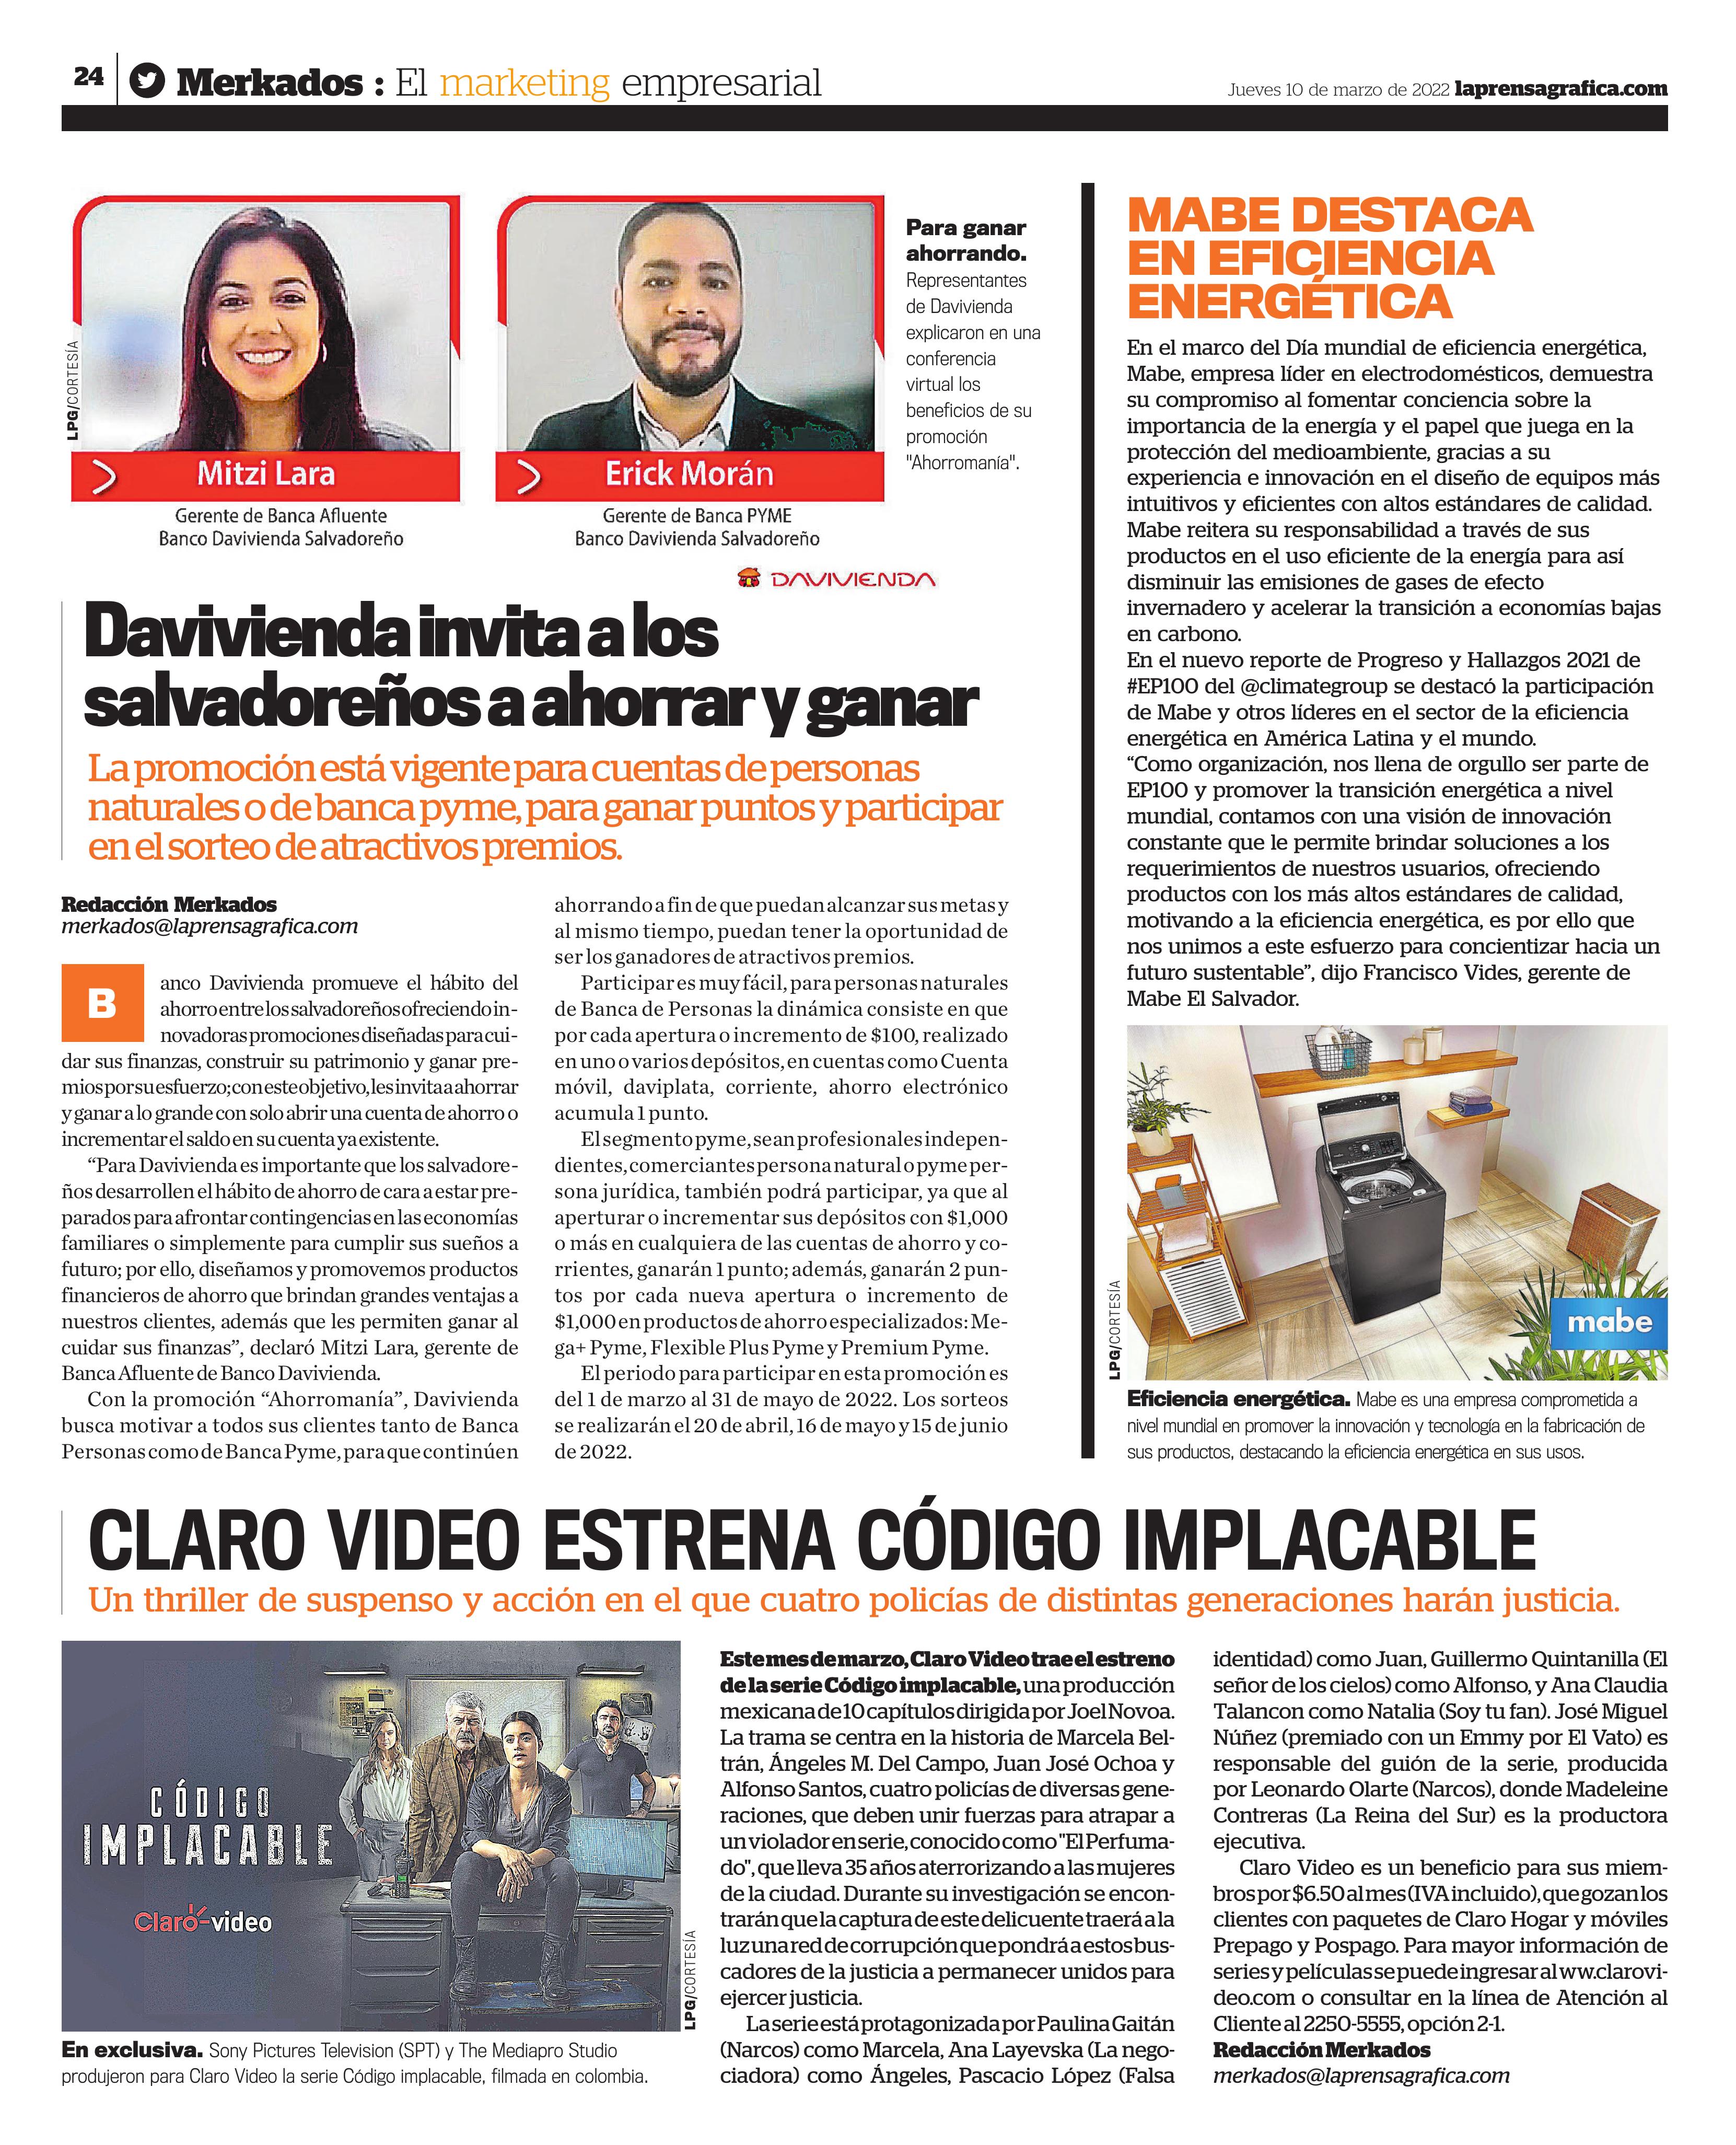 24
Merkados : El marketing empresarial
Jueves 10 de marzo de 2022 laprensagrafica.com
LPG/CORTESÍA
Mitzi Lara
Gerente de Banca Afluente
Banco Davivienda Salvadoreño
Erick Morán
Gerente de Banca PYME
Banco Davivienda Salvadoreño
DAVIVIENDA
Para ganar
ahorrando.
Representantes
de Davivienda
explicaron en una
conferencia
virtual los
beneficios de su
promoción
"Ahorromanía".
Davivienda invita a los
salvadoreños a ahorrar y ganar
La promoción está vigente para cuentas de personas
naturales o de banca pyme, para ganar puntos y participar
en el sorteo de atractivos premios.
Redacción Merkados
merkados@laprensagrafica.com
Banco Davivienda promueve el hábito del
ahorro entre los salvadoreños ofreciendo in-
novadoras promociones diseñadas para cui-
dar sus finanzas, construir su patrimonio y ganar pre-
mios por su esfuerzo; con este objetivo, les invita a ahorrar
y ganar a lo grande con solo abrir una cuenta de ahorro o
incrementar el saldo en su cuenta ya existente.
“Para Davivienda es importante que los salvadore-
ños desarrollen el hábito de ahorro de cara a estar pre-
parados para afrontar contingencias en las economías
familiares o simplemente para cumplir sus sueños a
futuro; por ello, diseñamos y promovemos productos
financieros de ahorro que brindan grandes ventajas a
nuestros clientes, además que les permiten ganar al
cuidar sus finanzas”, declaró Mitzi Lara, gerente de
Banca Afluente de Banco Davivienda.
Con la promoción “Ahorromanía”, Davivienda
busca motivar a todos sus clientes tanto de Banca
Personas como de Banca Pyme, para que continúen
ahorrando a fin de que puedan alcanzar sus metas y
al mismo tiempo, puedan tener la oportunidad de
ser los ganadores de atractivos premios.
Participar es muy fácil, para personas naturales
de Banca de Personas la dinámica consiste en que
por cada apertura o incremento de $100, realizado
en uno o varios depósitos, en cuentas como Cuenta
móvil, daviplata, corriente, ahorro electrónico
acumula 1 punto.
El segmento pyme, sean profesionales indepen-
dientes, comerciantes persona natural o pyme per-
sona jurídica, también podrá participar, ya que al
aperturar o incrementar sus depósitos con $1,000
o más en cualquiera de las cuentas de ahorro y co-
rrientes, ganarán 1 punto; además, ganarán 2 pun-
tos por cada nueva apertura o incremento de
$1,000 en productos de ahorro especializados: Me-
ga+ Pyme, Flexible Plus Pyme y Premium Pyme.
El periodo para participar en esta promoción es
del 1 de marzo al 31 de mayo de 2022. Los sorteos
se realizarán el 20 de abril, 16 de mayo y 15 de junio
de 2022.
MABE DESTACA
EN EFICIENCIA
ENERGÉTICA
En el marco del Día mundial de eficiencia energética,
Mabe, empresa líder en electrodomésticos, demuestra
su compromiso al fomentar conciencia sobre la
importancia de la energía y el papel que juega en la
protección del medioambiente, gracias a su
experiencia e innovación en el diseño de equipos más
intuitivos y eficientes con altos estándares de calidad.
Mabe reitera su responsabilidad a través de sus
productos en el uso eficiente de la energía para así
disminuir las emisiones de gases de efecto
invernadero y acelerar la transición a economías bajas
en carbono.
En el nuevo reporte de Progreso y Hallazgos 2021 de
#EP100 del @climategroup se destacó la participación
de Mabe y otros líderes en el sector de la eficiencia
energética en América Latina y el mundo.
“Como organización, nos llena de orgullo ser parte de
EP100 y promover la transición energética a nivel
mundial, contamos con una visión de innovación
constante que le permite brindar soluciones a los
requerimientos de nuestros usuarios, ofreciendo
productos con los más altos estándares de calidad,
motivando a la eficiencia energética, es por ello que
nos unimos a este esfuerzo para concientizar hacia un
futuro sustentable”, dijo Francisco Vides, gerente de
Mabe El Salvador.
LPG/CORTESÍA
mabe
Eficiencia energética. Mabe es una empresa comprometida a
nivel mundial en promover la innovación y tecnología en la fabricación de
sus productos, destacando la eficiencia energética en sus usos.
CLARO VIDEO ESTRENA CÓDIGO IMPLACABLE
Un thriller de suspenso y acción en el que cuatro policías de distintas generaciones harán justicia.
CÓDIGO
IMPLACABLE
Claro-video
LPG/CORTESÍA
En exclusiva. Sony Pictures Television (SPT) y The Mediapro Studio
produjeron para Claro Video la serie Código implacable, filmada en colombia.
Este mes de marzo, Claro Video trae el estreno
de la serie Código implacable, una producción
mexicana de 10 capítulos dirigida por Joel Novoa.
La trama se centra en la historia de Marcela Bel-
trán, Ángeles M. Del Campo, Juan José Ochoa y
Alfonso Santos, cuatro policías de diversas gene-
raciones, que deben unir fuerzas para atrapar a
un violador en serie, conocido como "El Perfuma-
do", que lleva 35 años aterrorizando a las mujeres
de la ciudad. Durante su investigación se encon-
trarán que la captura de este delicuente traerá a la
luz una red de corrupción que pondrá a estos bus-
cadores de la justicia a permanecer unidos para
ejercer justicia.
La serie está protagonizada por Paulina Gaitán
(Narcos) como Marcela, Ana Layevska (La nego-
ciadora) como Ángeles, Pascacio López (Falsa
identidad) como Juan, Guillermo Quintanilla (El
señor de los cielos) como Alfonso, y Ana Claudia
Talancon como Natalia (Soy tu fan). José Miguel
Núñez (premiado con un Emmy por El Vato) es
responsable del guión de la serie, producida
por Leonardo Olarte (Narcos), donde Madeleine
Contreras (La Reina del Sur) es la productora
ejecutiva.
Claro Video es un beneficio para sus miem-
bros por $6.50 al mes (IVA incluido), que gozan los
clientes con paquetes de Claro Hogar y móviles
Prepago y Pospago. Para mayor información de
series y películas se puede ingresar al ww.clarovi-
deo.com o consultar en la línea de Atención al
Cliente al 2250-5555, opción 2-1.
Redacción Merkados
merkados@laprensagrafica.com